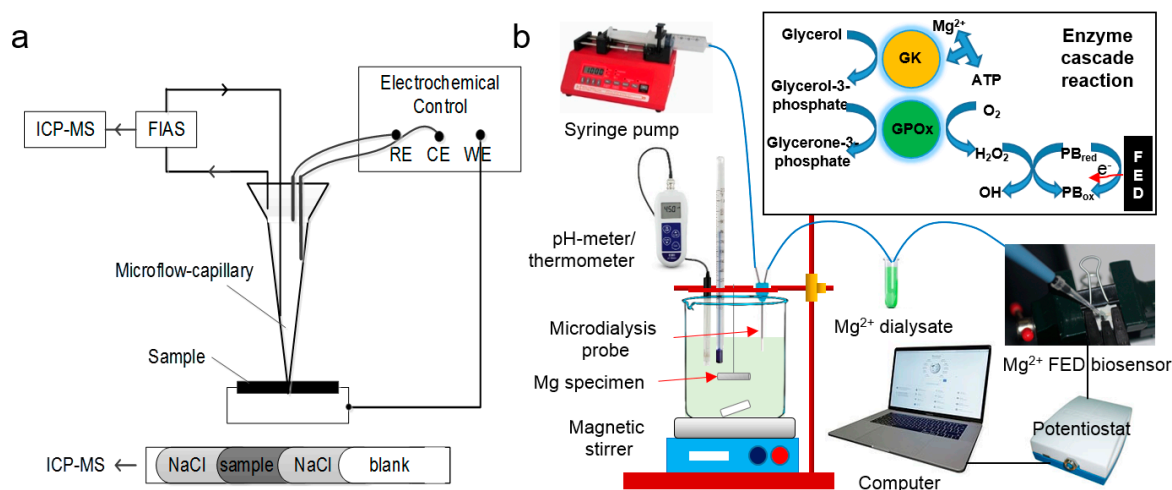 a
ICP-MS
FIAS
Electrochemical
Control
RE CE WE
Microflow-capillary
Sample
ICP-MS
NaCl sample NaCl blank
b
Syringe pump
pH-meter/
thermometer
Microdialysis
probe
Mg specimen
Magnetic
stirrer
Mg²⁺ dialysate
Mg²⁺ FED biosensor
Potentiostat
Computer
Enzyme
cascade
reaction
Glycerol
GK
Mg²⁺
ATP
Glycerol-3-
phosphate
GPOx
O₂
Glycerone-3-
phosphate
H₂O₂
PBred
e⁻
OH
PBox
FED